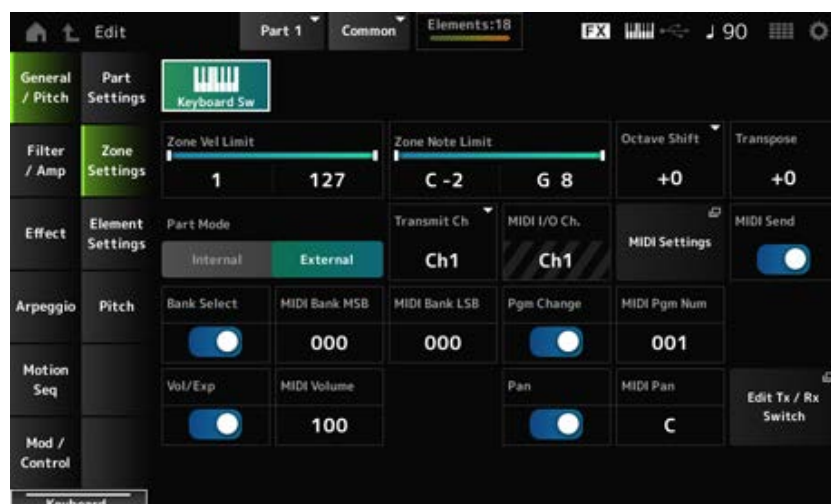 Edit
Part 1
Common
Elements:18
FX
♩ 90
General / Pitch
Part Settings
Keyboard Sw
Filter / Amp
Zone Settings
Zone Vel Limit
1
127
Zone Note Limit
C -2
G 8
Octave Shift
+0
Transpose
+0
Effect
Element Settings
Part Mode
Internal
External
Transmit Ch
Ch1
MIDI I/O Ch.
Ch1
MIDI Settings
MIDI Send
Arpeggio
Pitch
Bank Select
MIDI Bank MSB
000
MIDI Bank LSB
000
Pgm Change
MIDI Pgm Num
001
Motion Seq
Vol/Exp
MIDI Volume
100
Pan
MIDI Pan
C
Edit Tx / Rx
Switch
Mod / Control
Keyboard